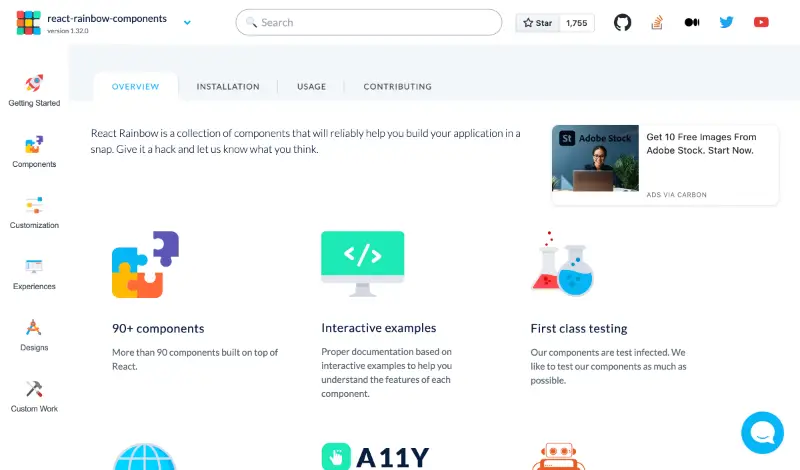 react-rainbow-components
version 1.32.0
Search
Star 1,755
Getting Started
Components
Customization
Experiences
Designs
Custom Work
OVERVIEW INSTALLATION USAGE CONTRIBUTING
React Rainbow is a collection of components that will reliably help you build your application in a
snap. Give it a hack and let us know what you think.
St Adobe Stock
Get 10 Free Images From
Adobe Stock. Start Now.
ADS VIA CARBON
</>
90+ components
More than 90 components built on top of
React.
Interactive examples
Proper documentation based on
interactive examples to help you
understand the features of each
component.
First class testing
Our components are test infected. We
like to test our components as much as
possible.
A11Y